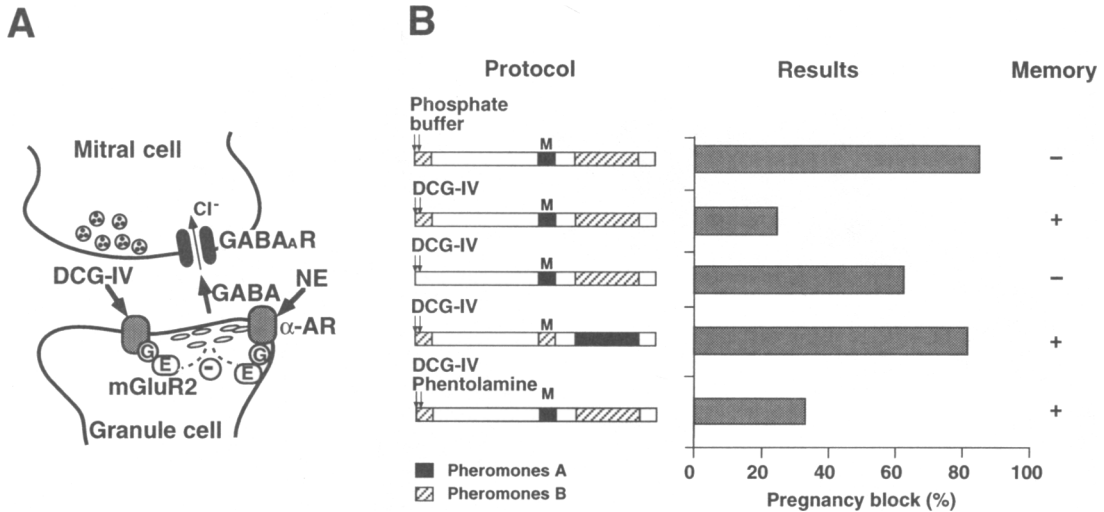 A
Mitral cell
Cl-
GABAAR
DCG-IV
NE
GABA
α-AR
G
E
G
E
-
mGluR2
Granule cell
B
Protocol
Results
Memory
Phosphate
buffer
M
−
DCG-IV
M
+
DCG-IV
M
−
DCG-IV
M
+
DCG-IV
Phentolamine
M
+
Pheromones A
Pheromones B
0 20 40 60 80 100
Pregnancy block (%)